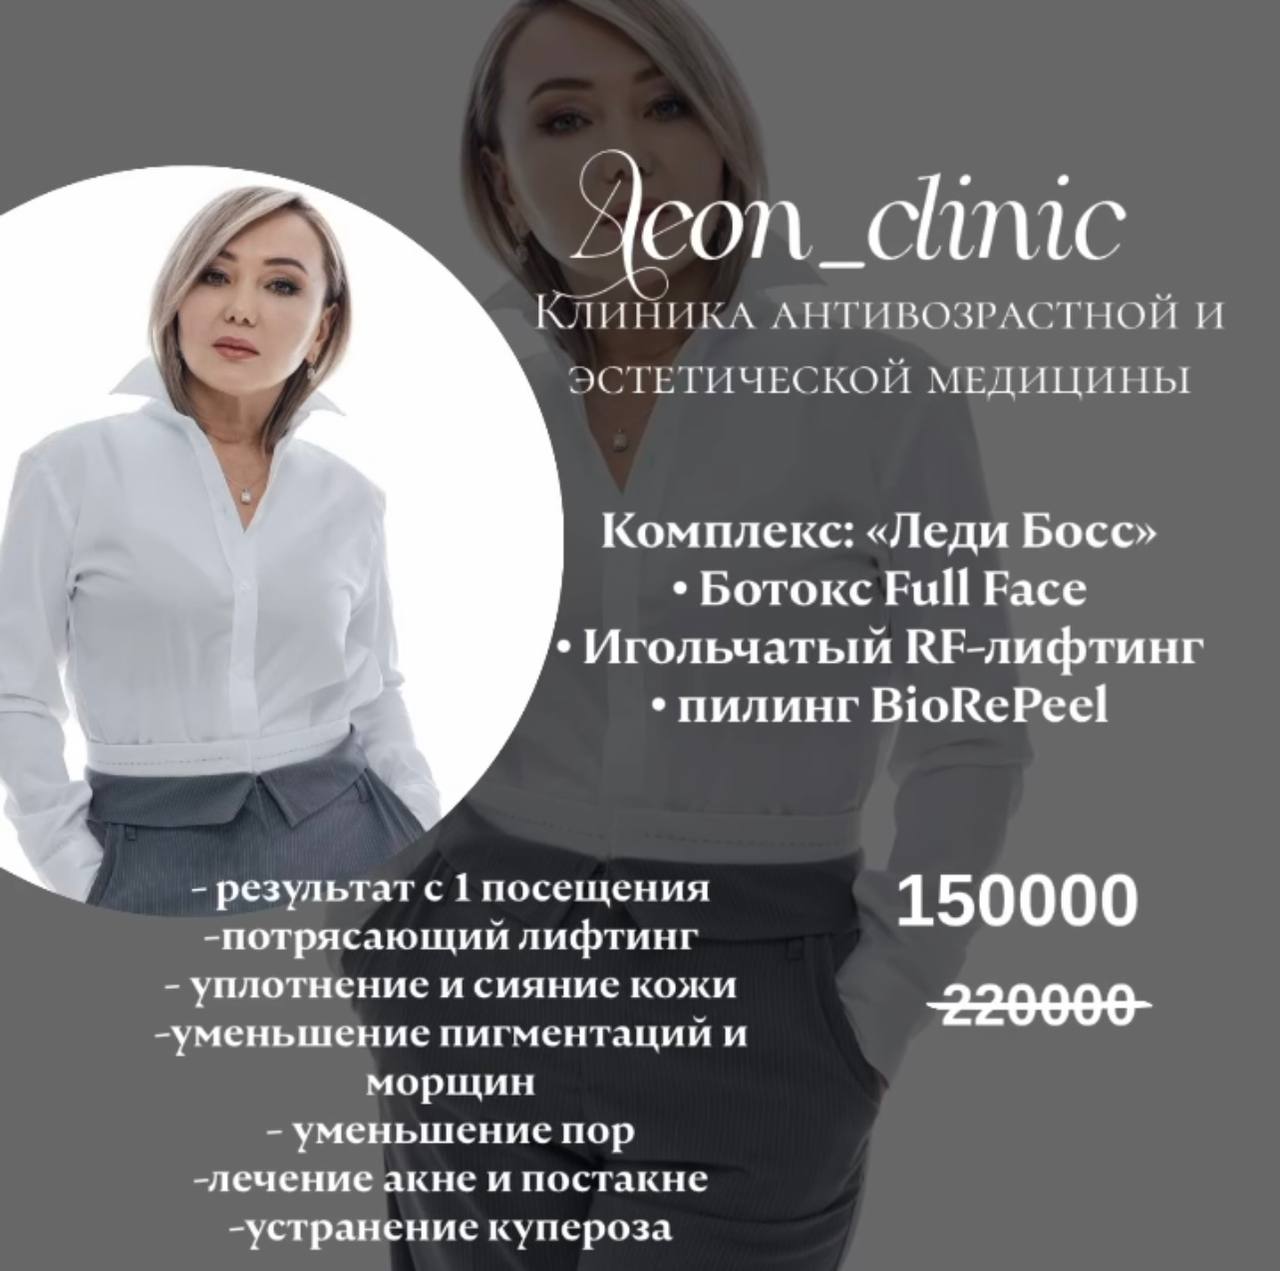 Aeon_clinic
Клиника антивозрастной и
эстетической медицины
Комплекс: «Леди Босс»
• Ботокс Full Face
• Игольчатый RF-лифтинг
• пилинг BioRePeel
- результат с 1 посещения
-потрясающий лифтинг
- уплотнение и сияние кожи
-уменьшение пигментаций и
морщин
- уменьшение пор
-лечение акне и постакне
-устранение купероза
150000
220000